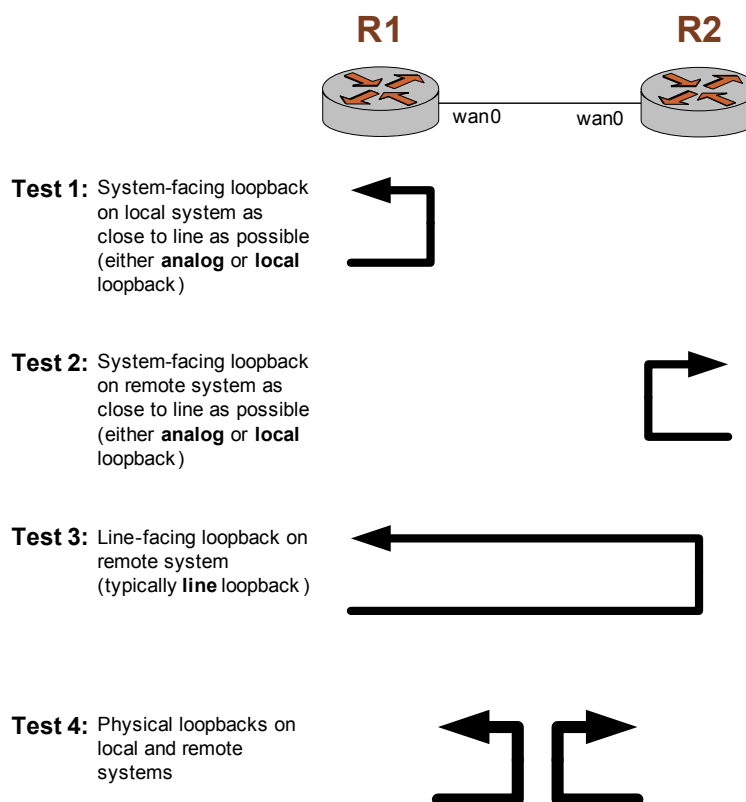 R1 R2
wan0 wan0
Test 1: System-facing loopback
on local system as
close to line as possible
(either analog or local
loopback)
Test 2: System-facing loopback
on remote system as
close to line as possible
(either analog or local
loopback)
Test 3: Line-facing loopback on
remote system
(typically line loopback)
Test 4: Physical loopbacks on
local and remote
systems